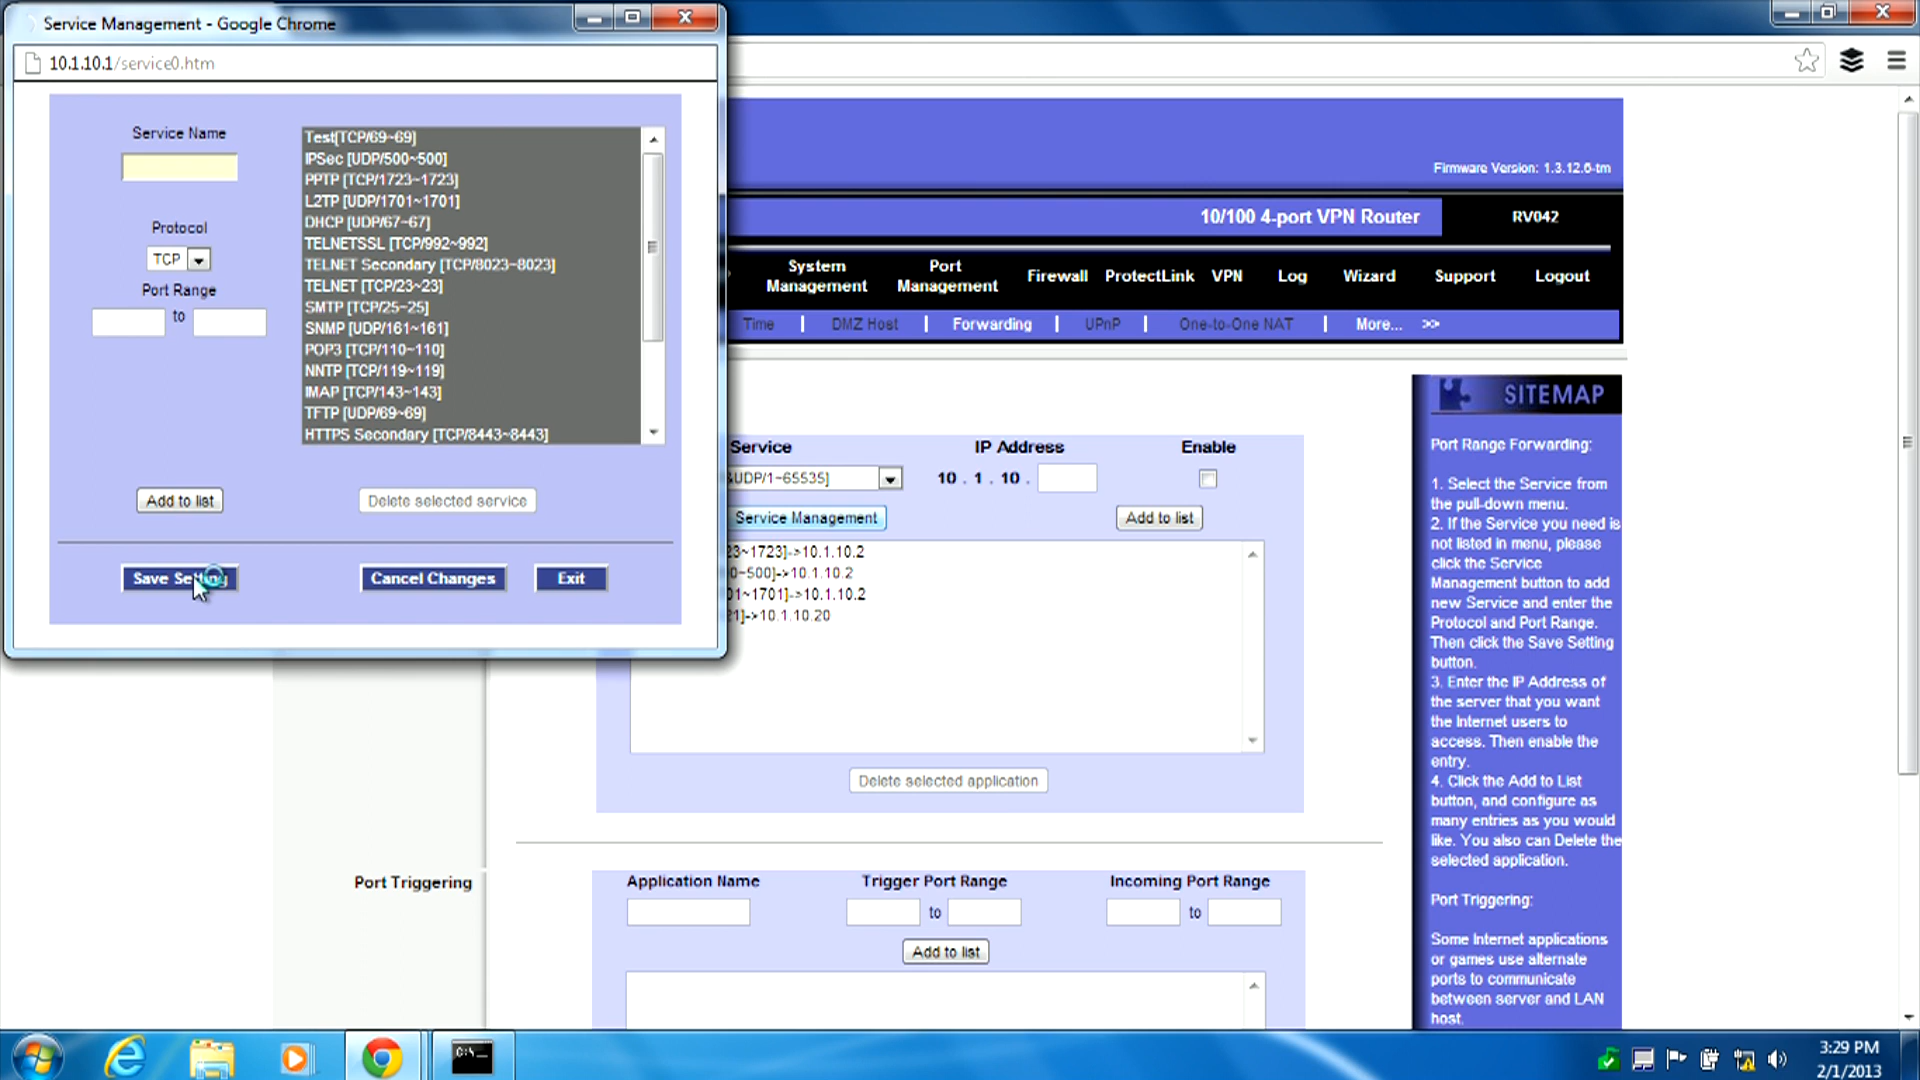 Service Management - Google Chrome
10.1.10.1/service0.htm
Service Name
Protocol
TCP
Port Range
to
Test[TCP/69~69]
IPSec [UDP/500~500]
PPTP [TCP/1723~1723]
L2TP [UDP/1701~1701]
DHCP [UDP/67~67]
TELNETSSL [TCP/992~992]
TELNET Secondary [TCP/8023~8023]
TELNET [TCP/23~23]
SMTP [TCP/25~25]
SNMP [UDP/161~161]
POP3 [TCP/110~110]
NNTP [TCP/119~119]
IMAP [TCP/143~143]
TFTP [UDP/69~69]
HTTPS Secondary [TCP/8443~8443]
Add to list
Delete selected service
Save Setting
Cancel Changes
Exit
Firmware Version: 1.3.12.6-tm
10/100 4-port VPN Router
RV042
System Management
Port Management
Firewall
ProtectLink
VPN
Log
Wizard
Support
Logout
Time | DMZ Host | Forwarding | UPnP | One-to-One NAT | More... >>
Service
IP Address
Enable
&UDP/1~65535]
10 . 1 . 10 .
Service Management
Add to list
23~1723]->10.1.10.2
0~500]->10.1.10.2
01~1701]->10.1.10.2
21]->10.1.10.20
Delete selected application
Port Triggering
Application Name
Trigger Port Range
Incoming Port Range
to
to
Add to list
SITEMAP
Port Range Forwarding:
1. Select the Service from
the pull-down menu.
2. If the Service you need is
not listed in menu, please
click the Service
Management button to add
new Service and enter the
Protocol and Port Range.
Then click the Save Setting
button.
3. Enter the IP Address of
the server that you want
the Internet users to
access. Then enable the
entry.
4. Click the Add to List
button, and configure as
many entries as you would
like. You also can Delete the
selected application.
Port Triggering:
Some Internet applications
or games use alternate
ports to communicate
between server and LAN
host.
C:\
3:29 PM
2/1/2013